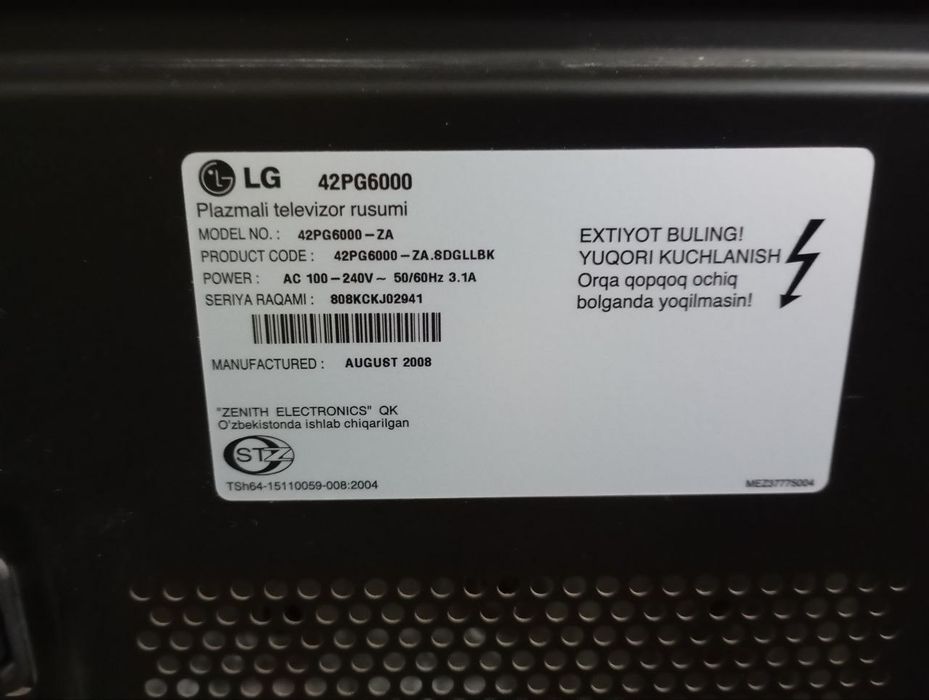 LG 42PG6000
Plazmali televizor rusumi
MODEL NO. : 42PG6000-ZA
PRODUCT CODE : 42PG6000-ZA.SDGLLBK
POWER : AC 100-240V ~ 50/60Hz 3.1A
SERIYA RAQAMI : 808KCKJ02941
MANUFACTURED : AUGUST 2008
"ZENITH ELECTRONICS" QK
O'zbekistonda ishlab chiqarilgan
STZ
TSh64-15110059-008:2004
EXTIYOT BULING!
YUQORI KUCHLANISH
Orqa qopqoq ochiq
bolganda yoqilmasin!